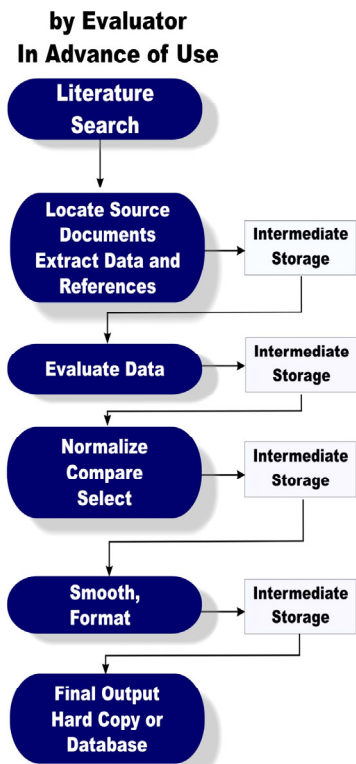 by Evaluator
In Advance of Use
Literature
Search
Locate Source
Documents
Extract Data and
References
Intermediate
Storage
Evaluate Data
Intermediate
Storage
Normalize
Compare
Select
Intermediate
Storage
Smooth,
Format
Intermediate
Storage
Final Output
Hard Copy or
Database